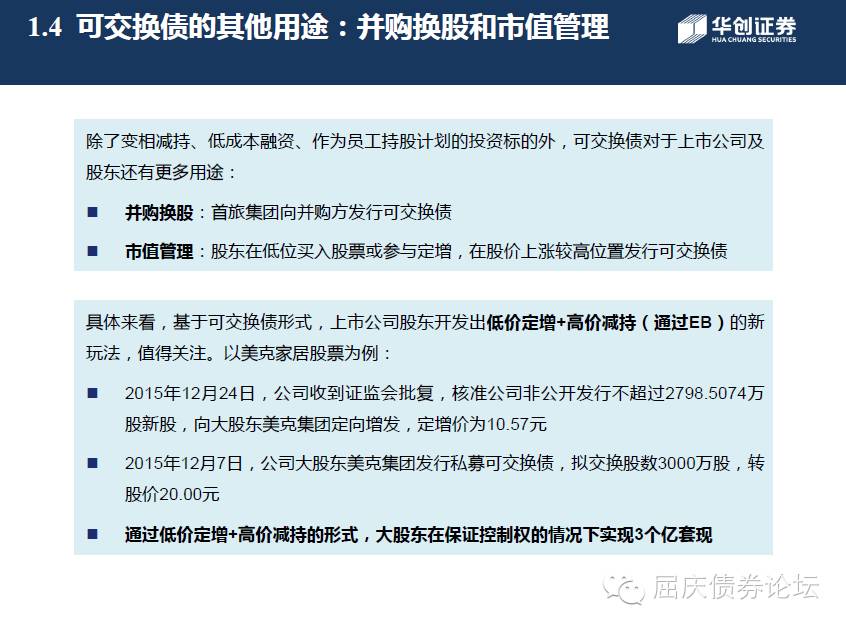 1.4 可交换债的其他用途：并购换股和市值管理
华创证券
HUA CHUANG SECURITIES
除了变相减持、低成本融资、作为员工持股计划的投资标的外，可交换债对于上市公司及
股东还有更多用途：
■ 并购换股：首旅集团向并购方发行可交换债
■ 市值管理：股东在低位买入股票或参与定增，在股价上涨较高位置发行可交换债
具体来看，基于可交换债形式，上市公司股东开发出低价定增+高价减持（通过EB）的新
玩法，值得关注。以美克家居股票为例：
■ 2015年12月24日，公司收到证监会批复，核准公司非公开发行不超过2798.5074万
股新股，向大股东美克集团定向增发，定增价为10.57元
■ 2015年12月7日，公司大股东美克集团发行私募可交换债，拟交换股数3000万股，转
股价20.00元
■ 通过低价定增+高价减持的形式，大股东在保证控制权的情况下实现3个亿套现
屈庆债券论坛